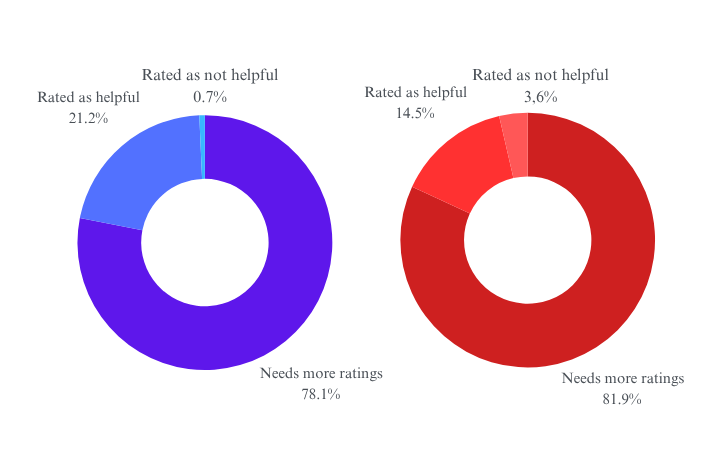 Rated as not helpful
0.7%
Rated as helpful
21.2%
Needs more ratings
78.1%
Rated as not helpful
3,6%
Rated as helpful
14.5%
Needs more ratings
81.9%